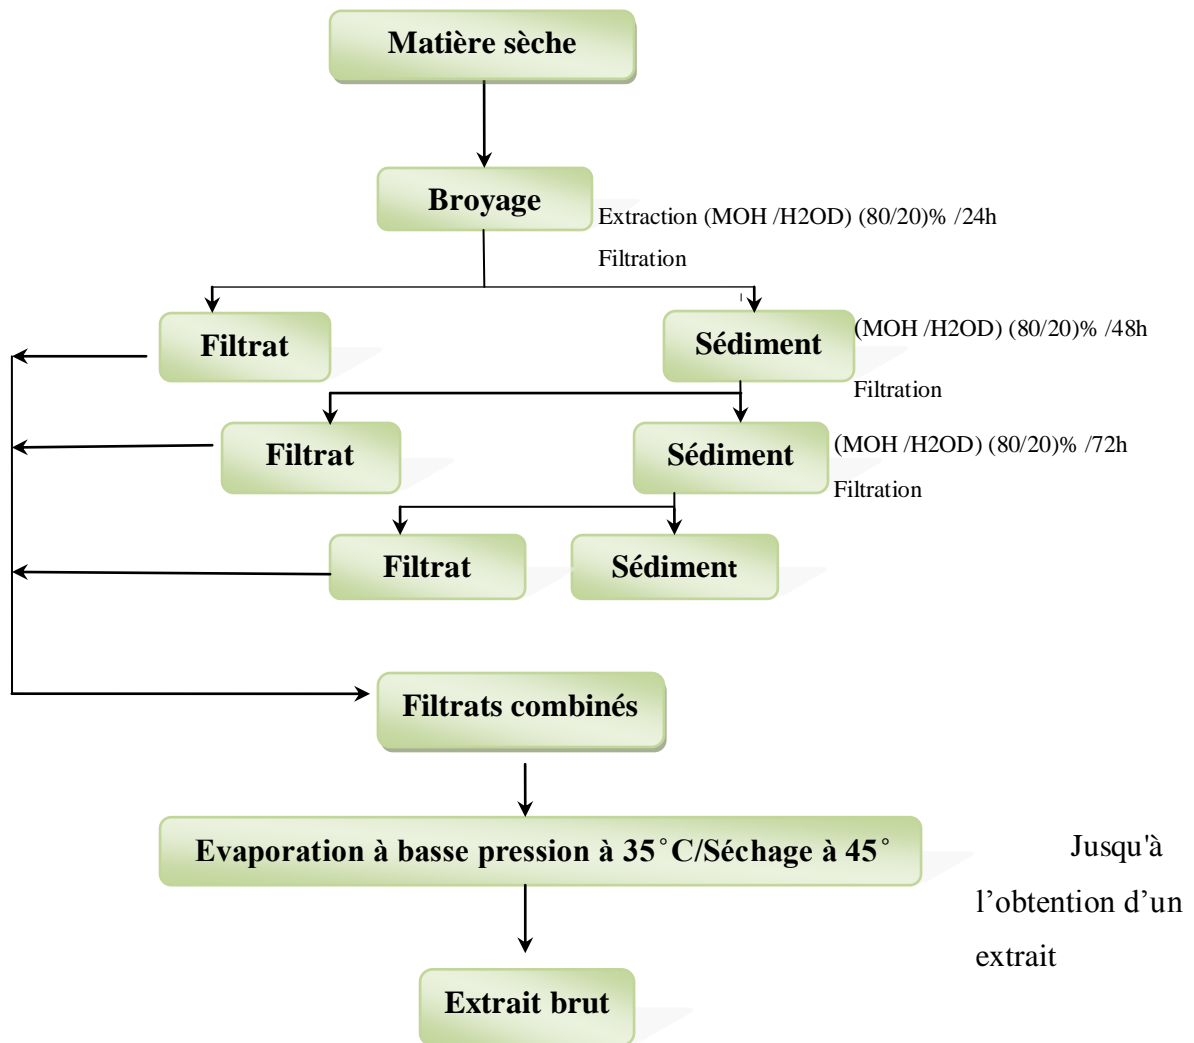 Matière sèche
Broyage
Extraction (MOH /H2OD) (80/20)% /24h
Filtration
Filtrat
Sédiment
(MOH /H2OD) (80/20)% /48h
Filtration
Filtrat
Sédiment
(MOH /H2OD) (80/20)% /72h
Filtration
Filtrat
Sédiment
Filtrats combinés
Evaporation à basse pression à 35°C/Séchage à 45°
Jusqu'à
l’obtention d’un
extrait
Extrait brut